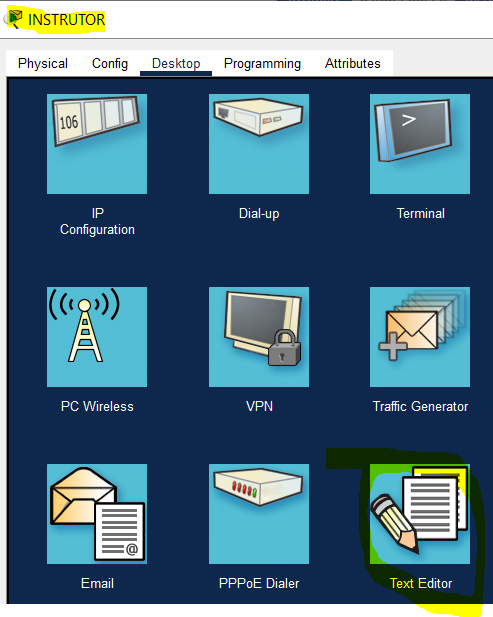 INSTRUTOR
Physical Config Desktop Programming Attributes
106
>
IP
Configuration
Dial-up
Terminal
PC Wireless
VPN
Traffic Generator
@
Email
PPPoE Dialer
Text Editor